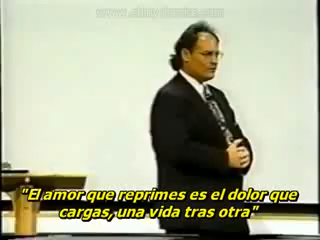 "El amor que reprimes es el dolor que
cargas, una vida tras otra"